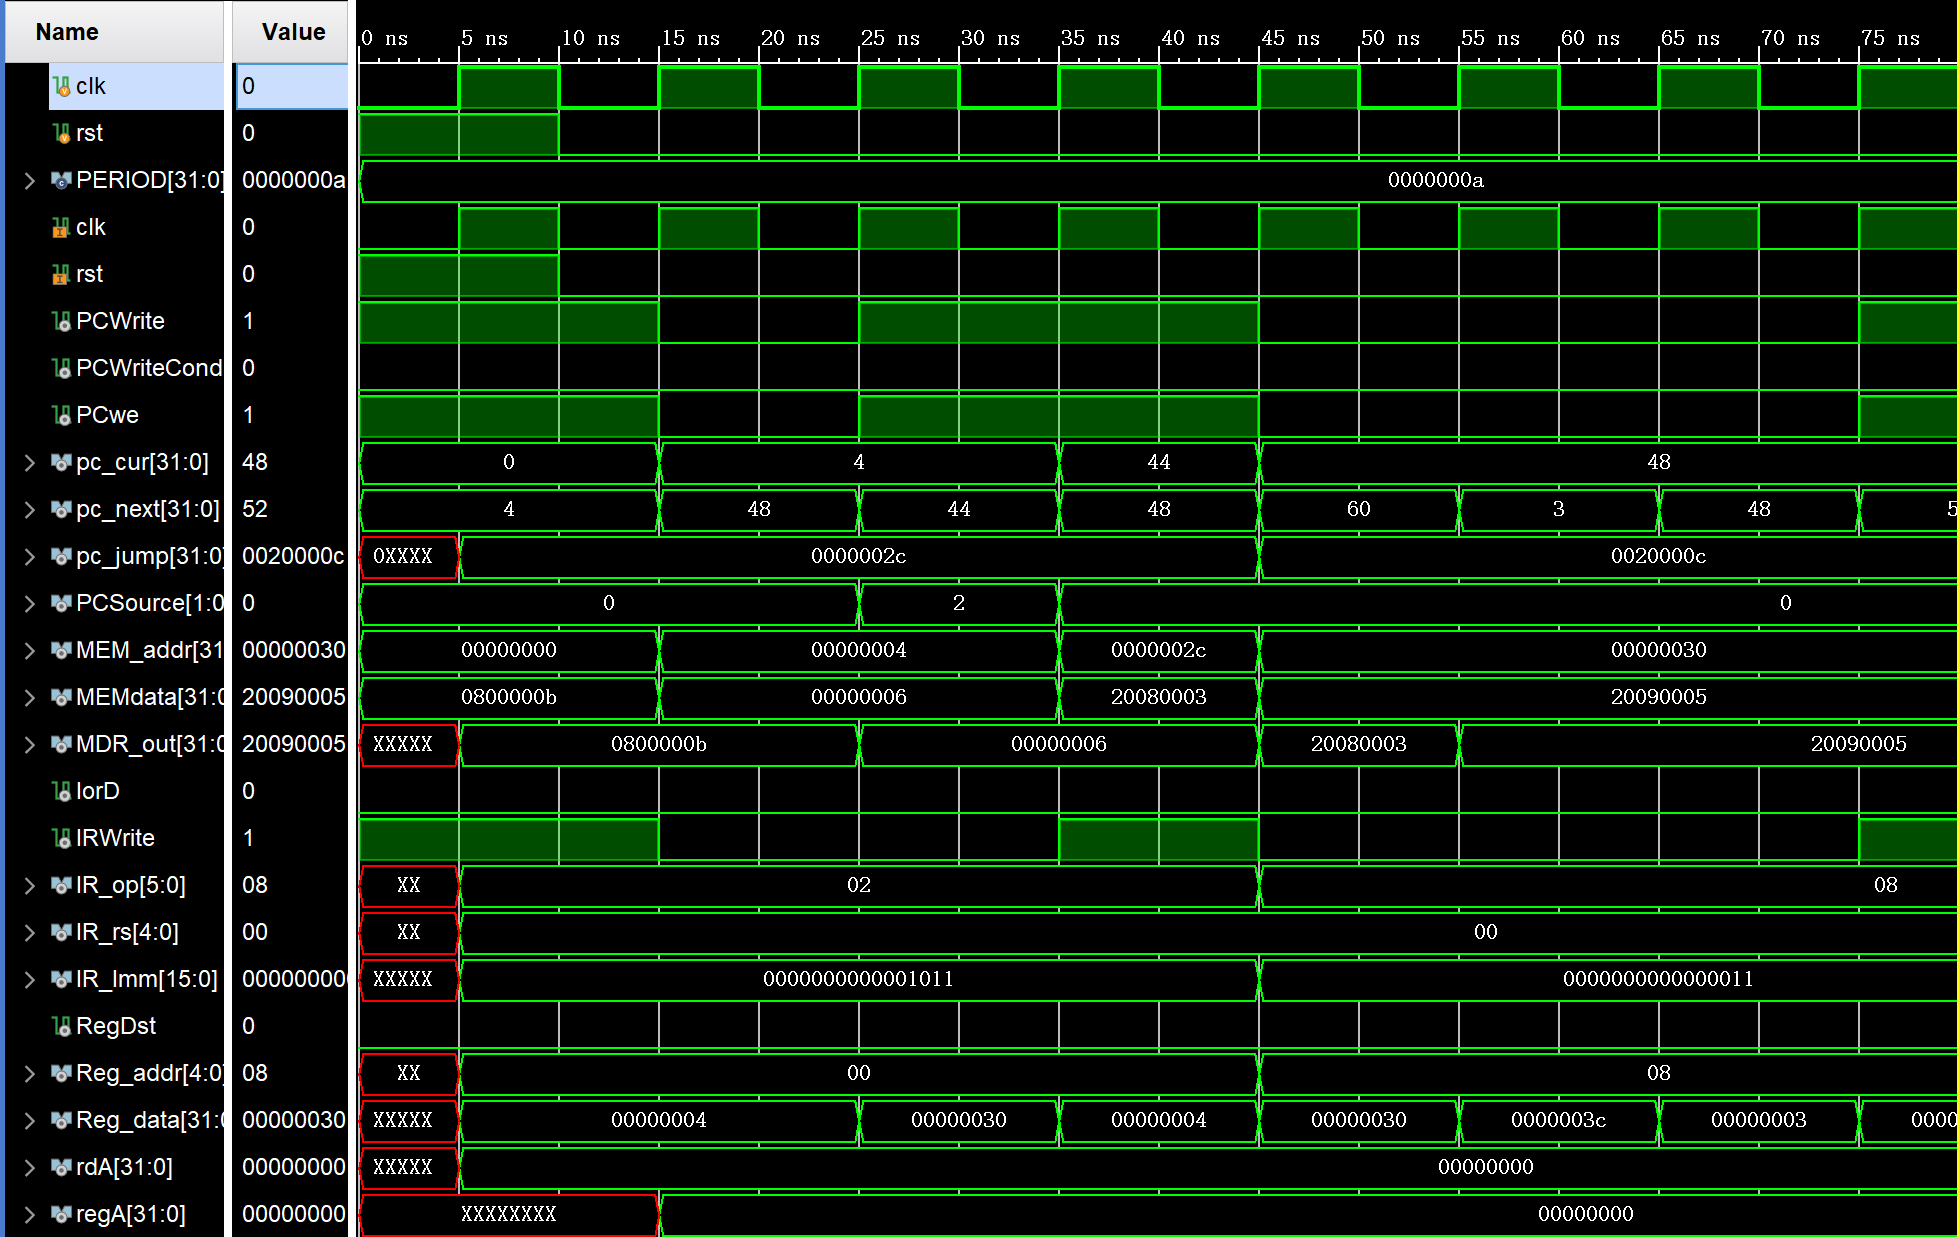 Name Value 0 ns 5 ns 10 ns 15 ns 20 ns 25 ns 30 ns 35 ns 40 ns 45 ns 50 ns 55 ns 60 ns 65 ns 70 ns 75 ns
clk 0
rst 0
PERIOD[31:0] 0000000a 0000000a
clk 0
rst 0
PCWrite 1
PCWriteCond 0
PCwe 1
pc_cur[31:0] 48 0 4 44 48
pc_next[31:0] 52 4 48 44 48 60 3 48 5
pc_jump[31:0] 0020000c 0XXXX 0000002c 0020000c
PCSource[1:0 0 0 2 0
MEM_addr[31 00000030 00000000 00000004 0000002c 00000030
MEMdata[31:0 20090005 0800000b 00000006 20080003 20090005
MDR_out[31:0 20090005 XXXXX 0800000b 00000006 20080003 20090005
IorD 0
IRWrite 1
IR_op[5:0] 08 XX 02 08
IR_rs[4:0] 00 XX 00
IR_Imm[15:0] 000000000 XXXXX 0000000000001011 0000000000000011
RegDst 0
Reg_addr[4:0] 08 XX 00 08
Reg_data[31:0 00000030 XXXXX 00000004 00000030 00000004 00000030 0000003c 00000003 0000
rdA[31:0] 00000000 XXXXX 00000000
regA[31:0] 00000000 XXXXXXXX 00000000